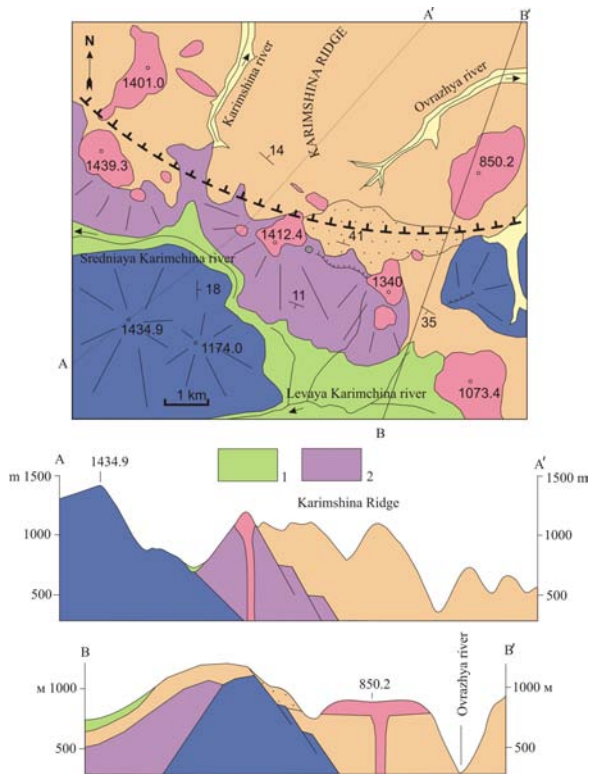 A' B'
N
1401.0
Karimshina river
KARIMSHINA RIDGE
Ovrazhya river
14
850.2
1439.3
1412.4
41
Sredniaya Karimchina river
1340
18
11
35
1434.9
1174.0
A
1073.4
1 km
Levaya Karimchina river
B
A 1434.9 1 2 A'
m 1500 Karimshina Ridge 1500 m
1000 1000
500 500
B 850.2 Ovrazhya river B'
м 1000 1000 м
500 500